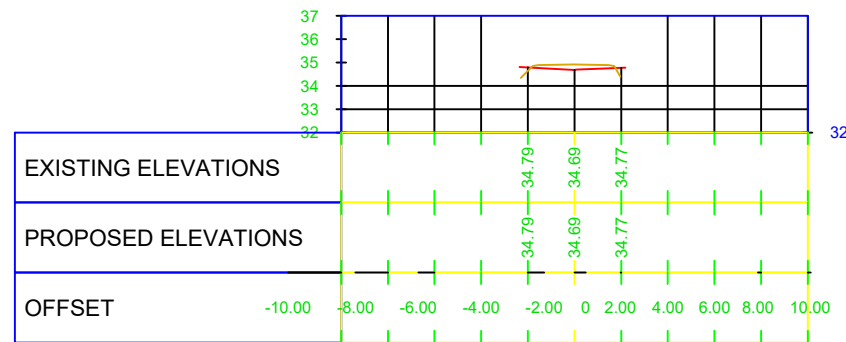 37
36
35
34
33
32
32
EXISTING ELEVATIONS 34.79 34.69 34.77
PROPOSED ELEVATIONS 34.79 34.69 34.77
OFFSET -10.00 -8.00 -6.00 -4.00 -2.00 0 2.00 4.00 6.00 8.00 10.00